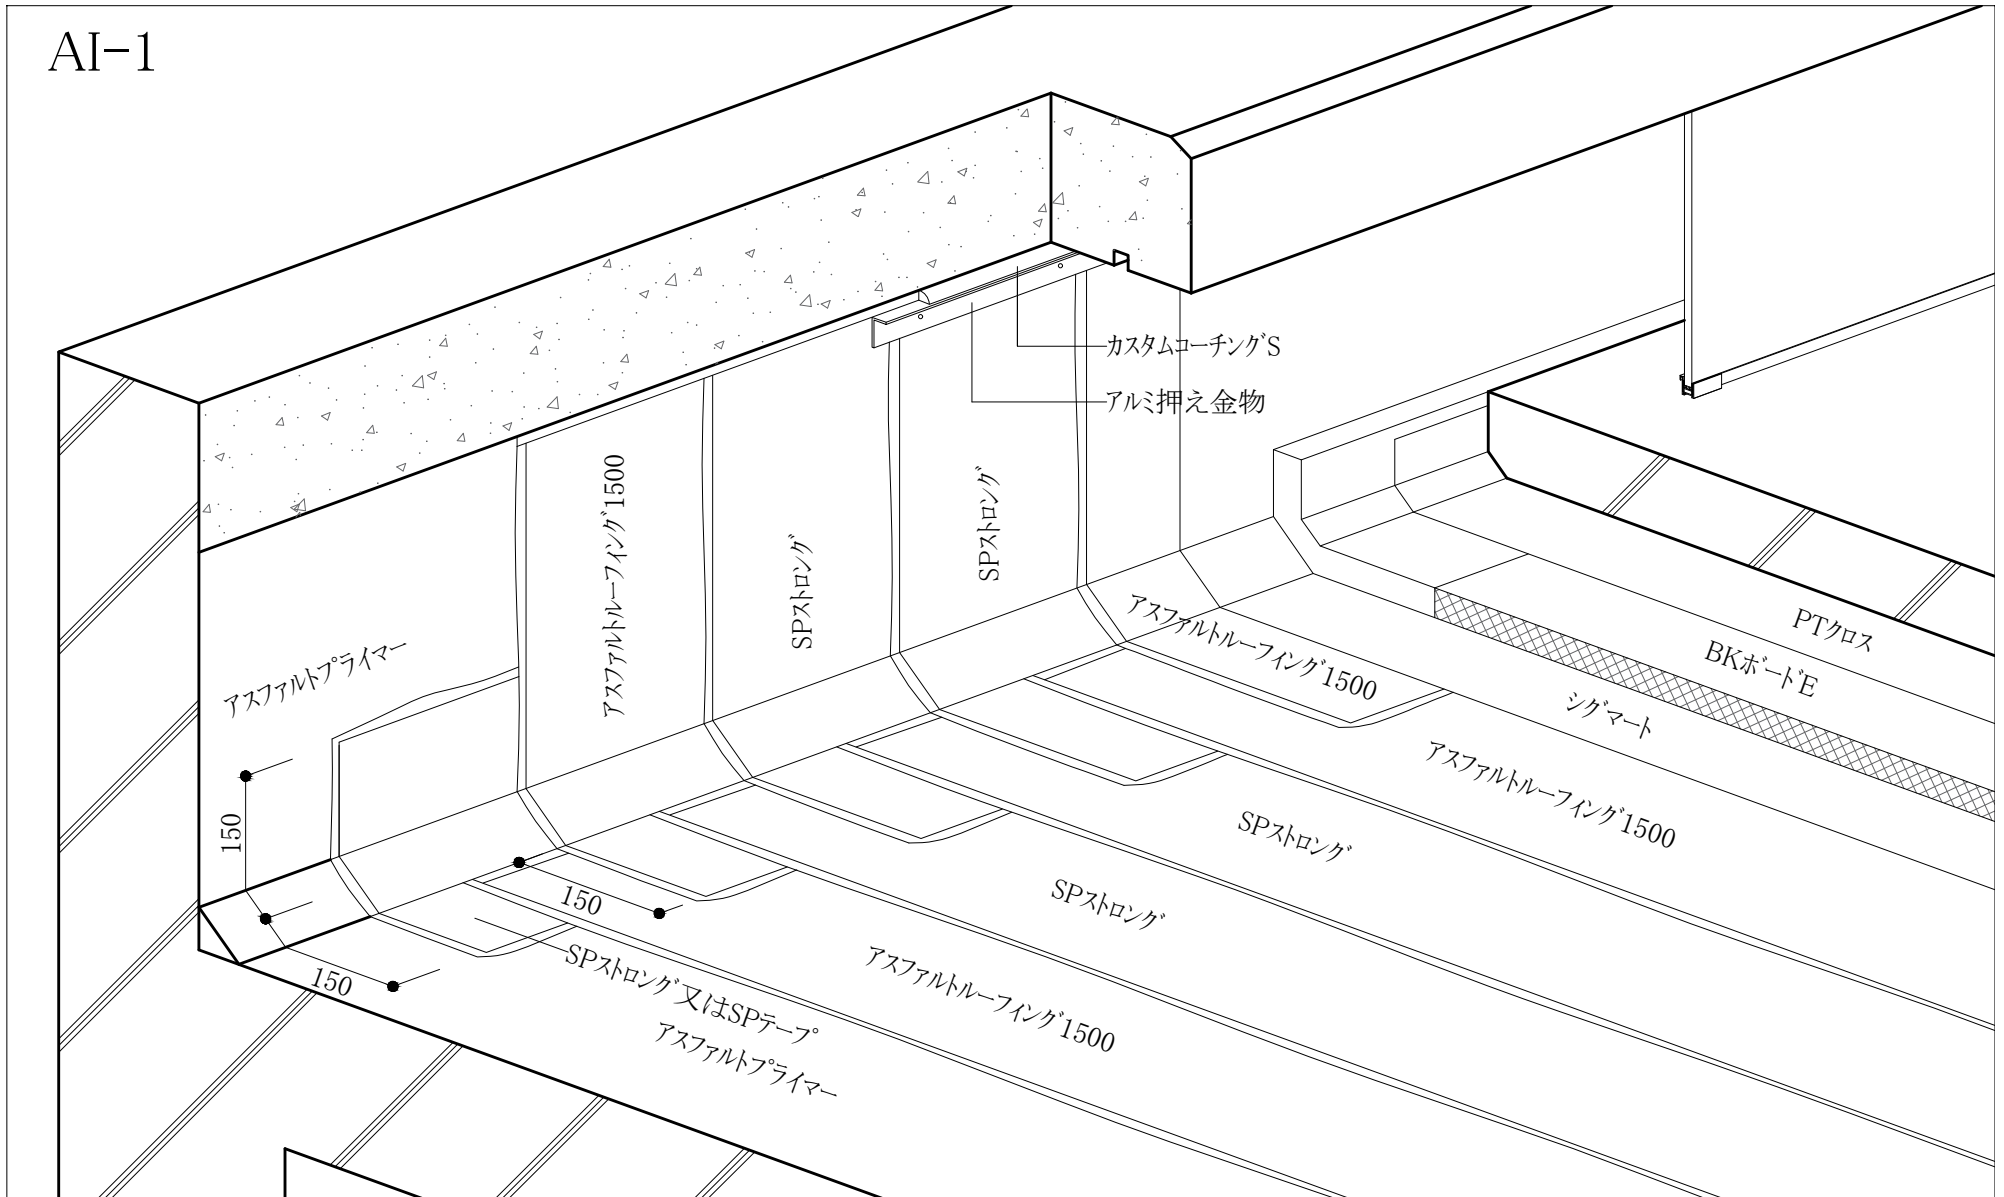 AI-1
カスタムコーチングS
アルミ押え金物
アスファルトルーフィング1500
SPストロング
SPストロング
アスファルトプライマー
アスファルトルーフィング1500
PTクロス
BKボードE
シグマート
アスファルトルーフィング1500
SPストロング
SPストロング
アスファルトルーフィング1500
150
150
150
SPストロング又はSPテープ
アスファルトプライマー